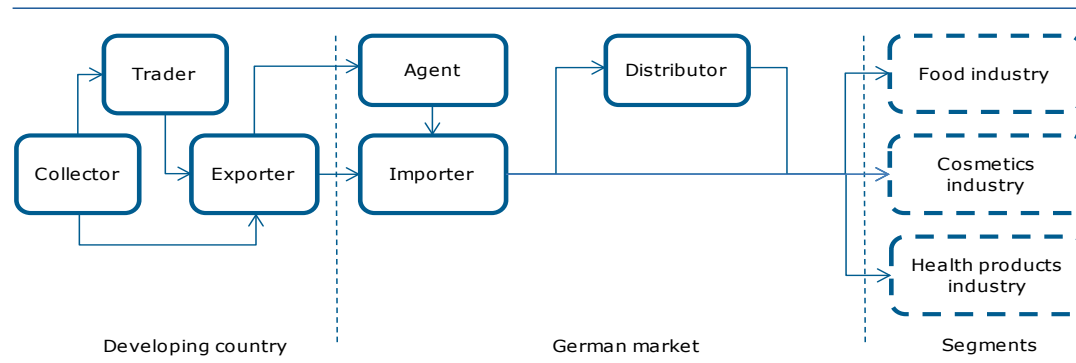 Trader
Agent
Distributor
Food industry
Collector
Exporter
Importer
Cosmetics
industry
Health products
industry
Developing country
German market
Segments